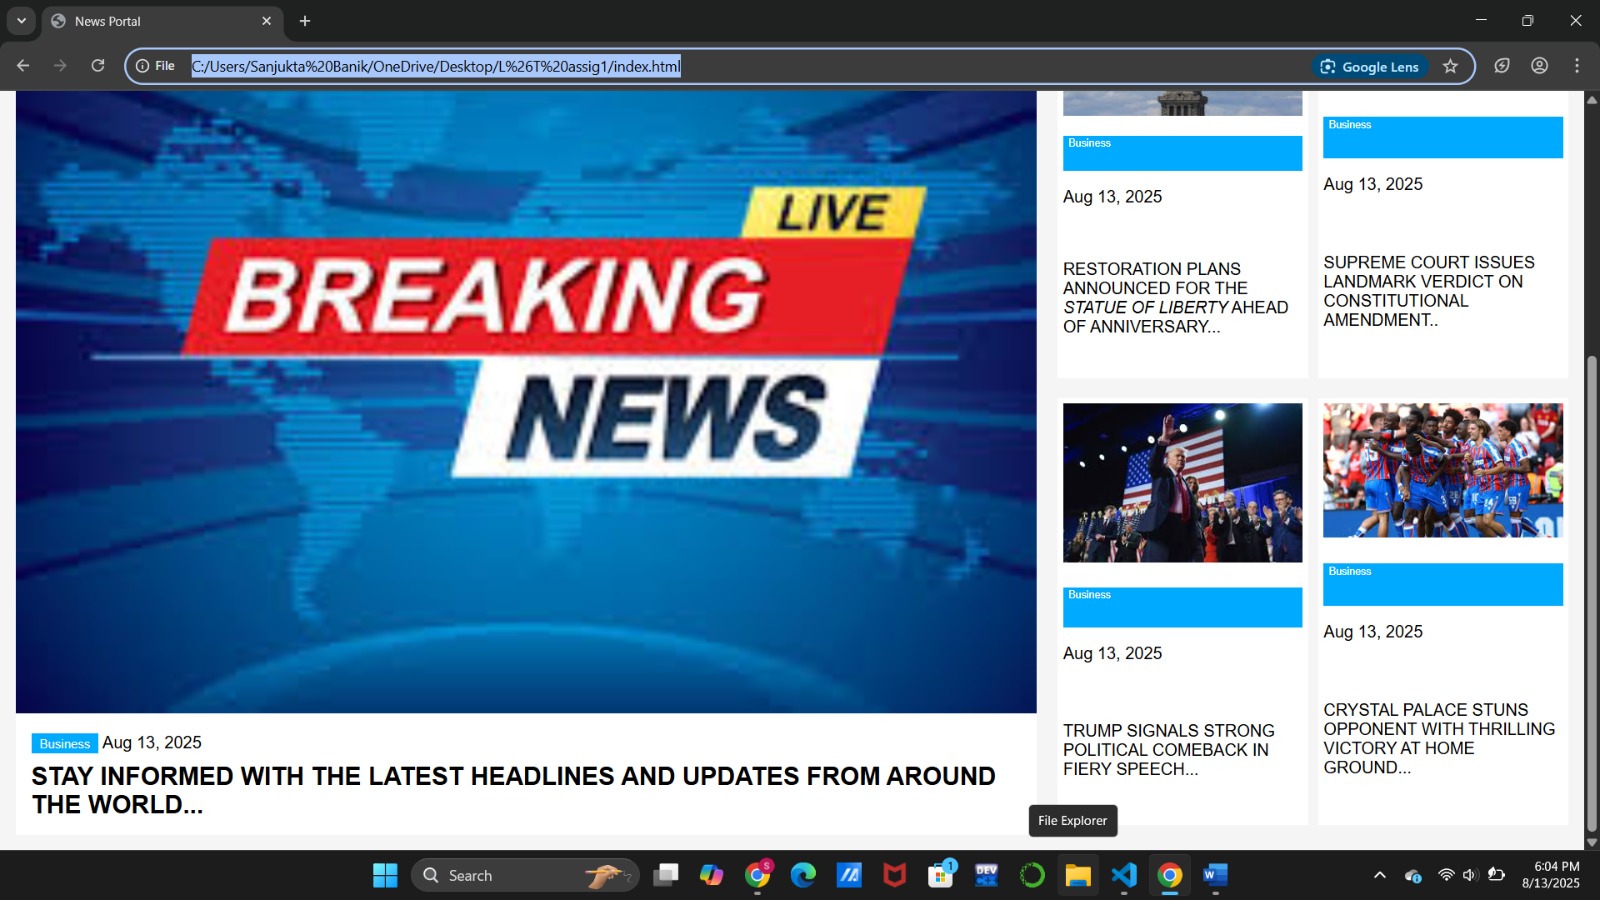 News Portal
File
C:/Users/Sanjukta%20Banik/OneDrive/Desktop/L%26T%20assig1/index.html
Google Lens
LIVE
BREAKING
NEWS
Business
Aug 13, 2025
STAY INFORMED WITH THE LATEST HEADLINES AND UPDATES FROM AROUND
THE WORLD...
Business
Aug 13, 2025
RESTORATION PLANS
ANNOUNCED FOR THE
STATUE OF LIBERTY AHEAD
OF ANNIVERSARY...
Business
Aug 13, 2025
SUPREME COURT ISSUES
LANDMARK VERDICT ON
CONSTITUTIONAL
AMENDMENT..
Business
Aug 13, 2025
TRUMP SIGNALS STRONG
POLITICAL COMEBACK IN
FIERY SPEECH...
Business
Aug 13, 2025
CRYSTAL PALACE STUNS
OPPONENT WITH THRILLING
VICTORY AT HOME
GROUND...
File Explorer
Search
S
1
DEV
C++
W
6:04 PM
8/13/2025